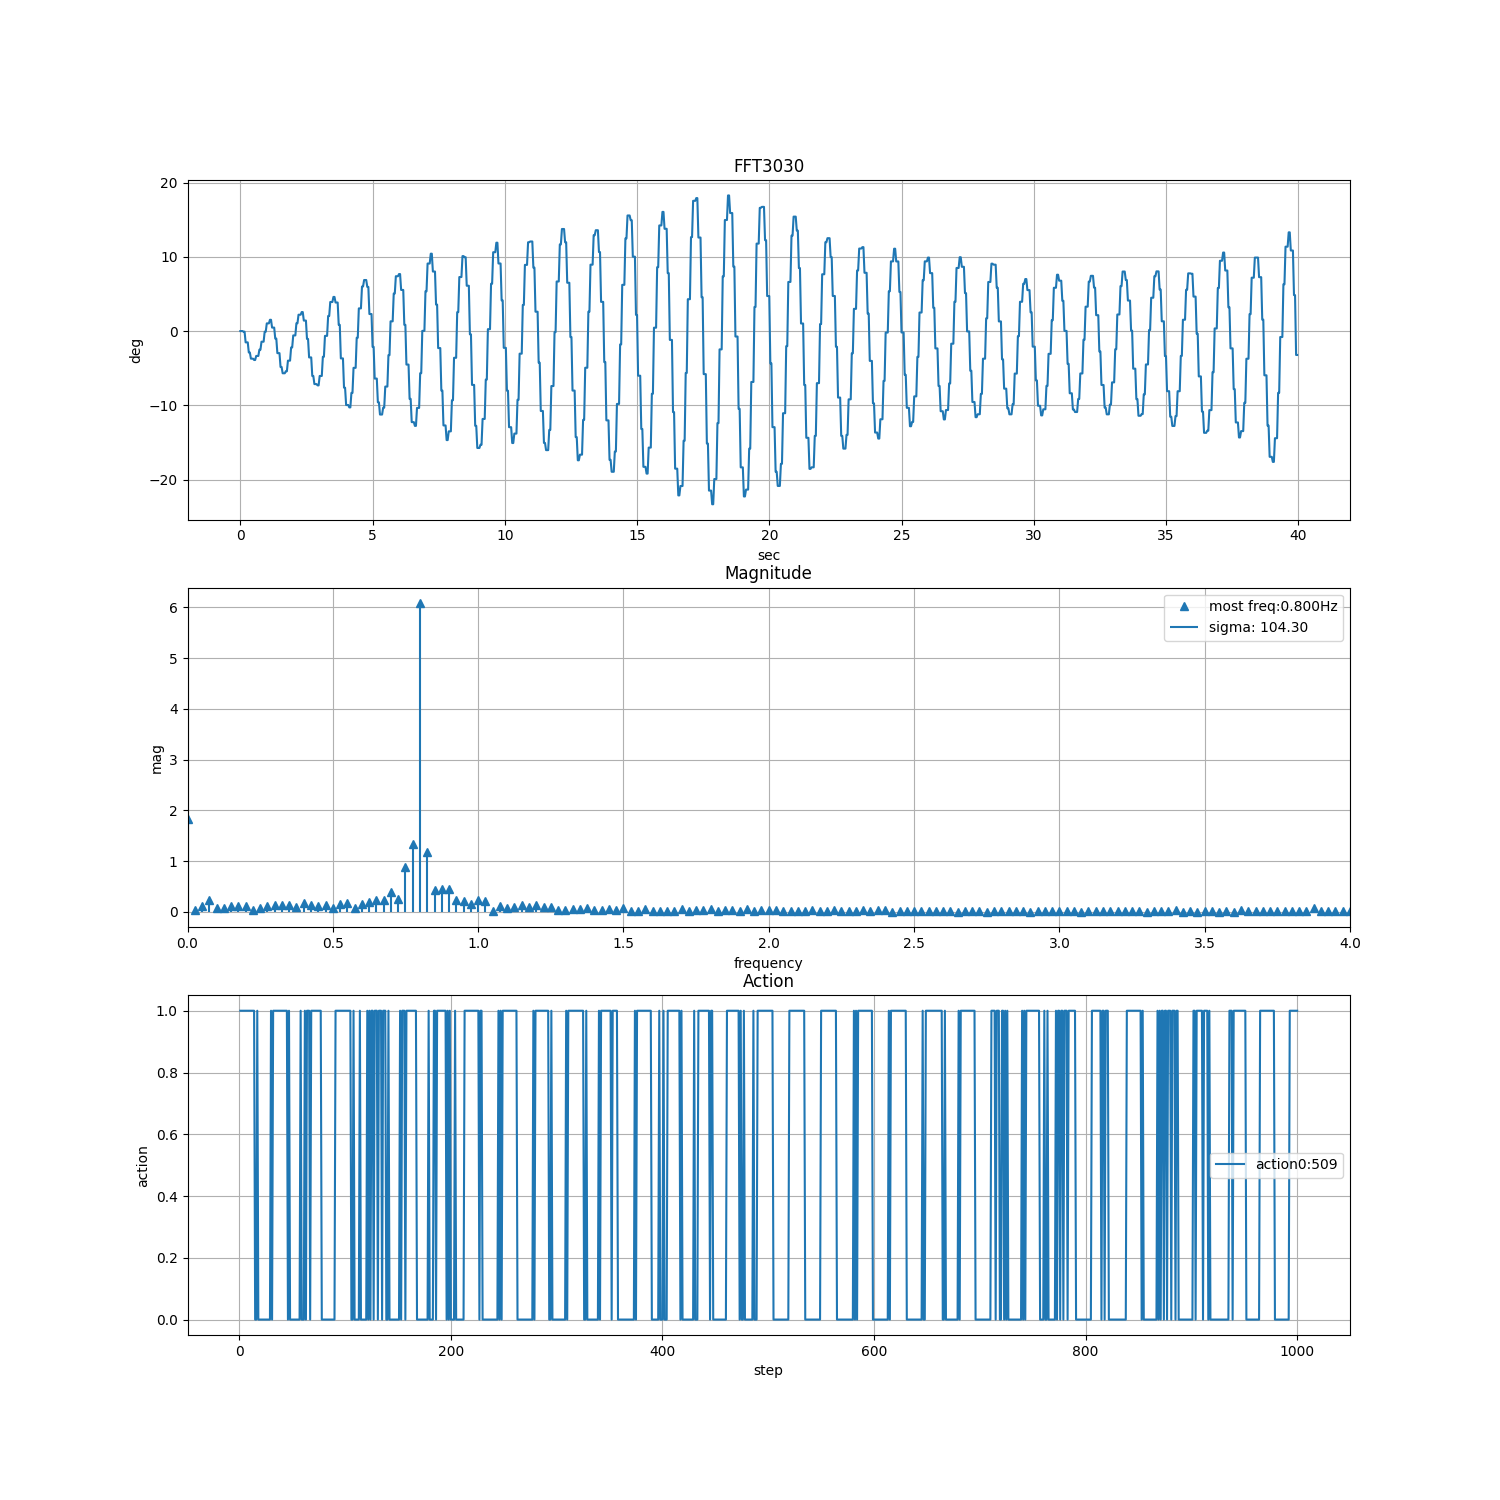 FFT3030
20
10
0
−10
−20
deg
0 5 10 15 20 25 30 35 40
sec
Magnitude
6
5
4
3
2
1
0
mag
most freq:0.800Hz
sigma: 104.30
0.0 0.5 1.0 1.5 2.0 2.5 3.0 3.5 4.0
frequency
Action
1.0
0.8
0.6
0.4
0.2
0.0
action
action0:509
0 200 400 600 800 1000
step